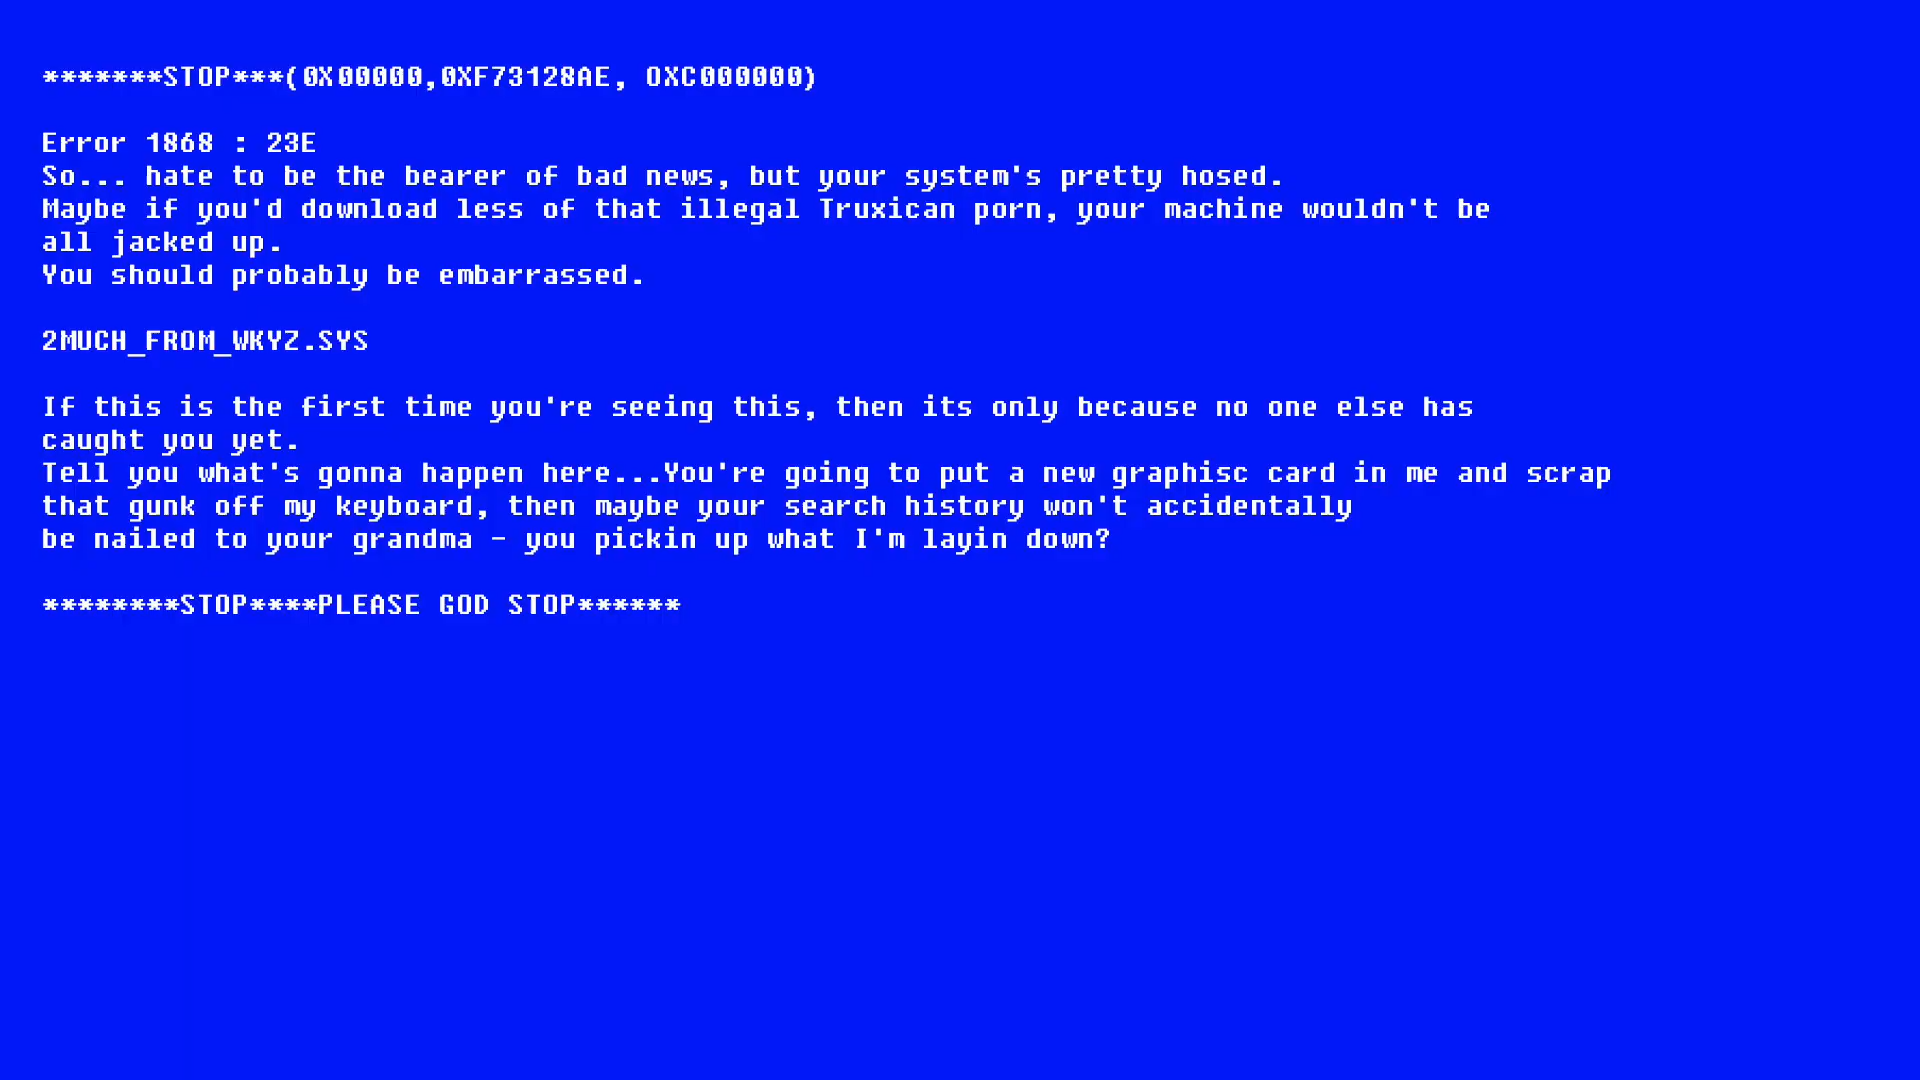 *******STOP***(0X00000,0XF73128AE, OXC000000)
Error 1868 : 23E
So... hate to be the bearer of bad news, but your system's pretty hosed.
Maybe if you'd download less of that illegal Truxican porn, your machine wouldn't be
all jacked up.
You should probably be embarrassed.
2MUCH_FROM_WKYZ.SYS
If this is the first time you're seeing this, then its only because no one else has
caught you yet.
Tell you what's gonna happen here...You're going to put a new graphisc card in me and scrap
that gunk off my keyboard, then maybe your search history won't accidentally
be nailed to your grandma - you pickin up what I'm layin down?
********STOP****PLEASE GOD STOP******